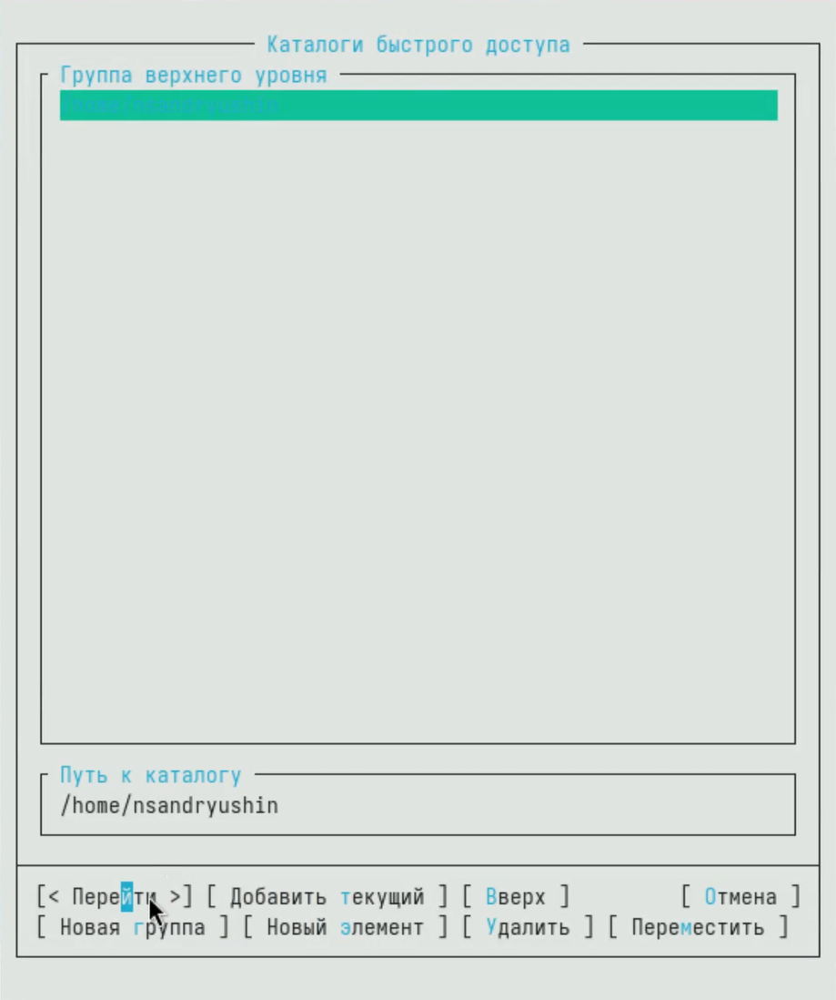 Каталоги быстрого доступа
Группа верхнего уровня
/home/nsandryushin
Путь к каталогу
/home/nsandryushin
[< Перейти >] [ Добавить текущий ] [ Вверх ] [ Отмена ]
[ Новая группа ] [ Новый элемент ] [ Удалить ] [ Переместить ]